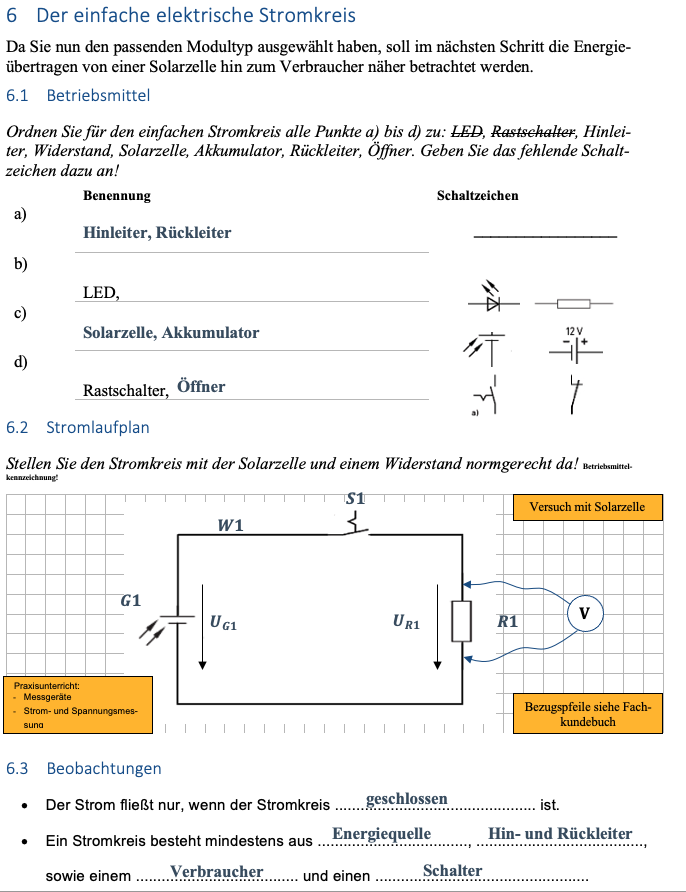 6 Der einfache elektrische Stromkreis
Da Sie nun den passenden Modultyp ausgewählt haben, soll im nächsten Schritt die Energie-
übertragen von einer Solarzelle hin zum Verbraucher näher betrachtet werden.
6.1 Betriebsmittel
Ordnen Sie für den einfachen Stromkreis alle Punkte a) bis d) zu: LED, Rastschalter, Hinlei-
ter, Widerstand, Solarzelle, Akkumulator, Rückleiter, Öffner. Geben Sie das fehlende Schalt-
zeichen dazu an!
Benennung Schaltzeichen
a)
Hinleiter, Rückleiter
b)
LED,
c)
12 V
- +
Solarzelle, Akkumulator
d)
Rastschalter, Öffner
a)
6.2 Stromlaufplan
Stellen Sie den Stromkreis mit der Solarzelle und einem Widerstand normgerecht da! Betriebsmittel-
kennzeichnung!
S1
Versuch mit Solarzelle
W1
G1
UG1
UR1
R1
V
Praxisunterricht:
- Messgeräte
- Strom- und Spannungsmes-
sung
Bezugspfeile siehe Fach-
kundebuch
6.3 Beobachtungen
• Der Strom fließt nur, wenn der Stromkreis geschlossen ist.
• Ein Stromkreis besteht mindestens aus Energiequelle, Hin- und Rückleiter,
sowie einem Verbraucher und einen Schalter